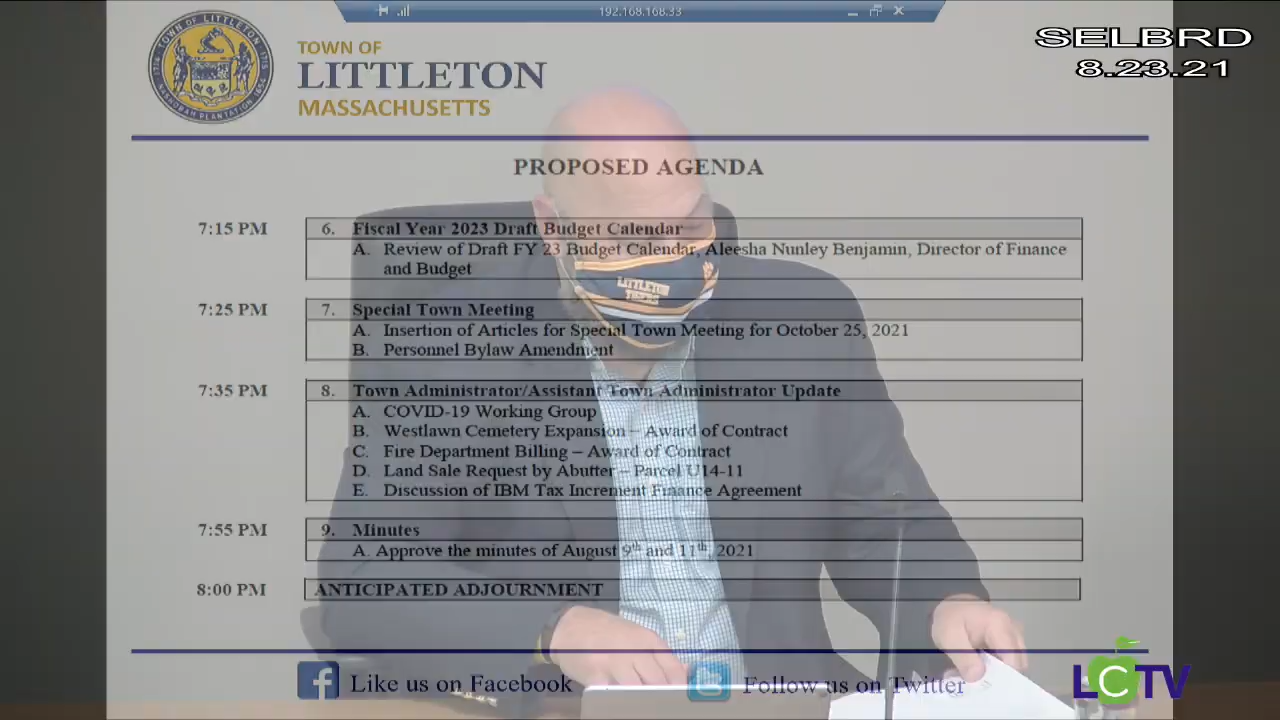 192.168.168.33
SELBRD
8.23.21
TOWN OF
LITTLETON
MASSACHUSETTS
PROPOSED AGENDA
7:15 PM 6. Fiscal Year 2023 Draft Budget Calendar
A. Review of Draft FY 23 Budget Calendar, Aleesha Nunley Benjamin, Director of Finance
and Budget
7:25 PM 7. Special Town Meeting
A. Insertion of Articles for Special Town Meeting for October 25, 2021
B. Personnel Bylaw Amendment
LITTLETON
TIGERS
7:35 PM 8. Town Administrator/Assistant Town Administrator Update
A. COVID-19 Working Group
B. Westlawn Cemetery Expansion – Award of Contract
C. Fire Department Billing – Award of Contract
D. Land Sale Request by Abutter – Parcel U14-11
E. Discussion of IBM Tax Increment Finance Agreement
7:55 PM 9. Minutes
A. Approve the minutes of August 9th and 11th, 2021
8:00 PM ANTICIPATED ADJOURNMENT
Like us on Facebook
Follow us on Twitter
LCTV